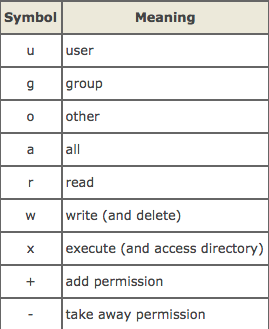 Symbol Meaning
u user
g group
o other
a all
r read
w write (and delete)
x execute (and access directory)
+ add permission
- take away permission